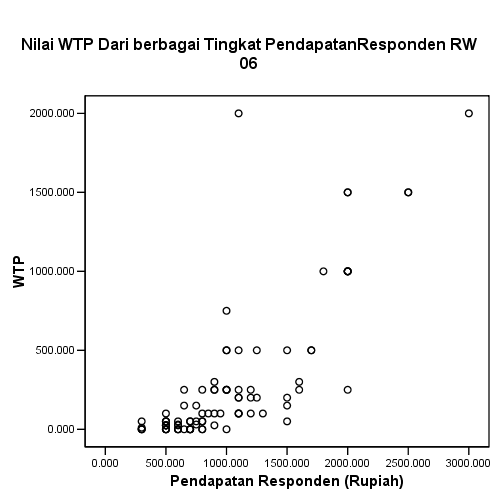 Nilai WTP Dari berbagai Tingkat PendapatanResponden RW
06
2000.000
1500.000
1000.000
500.000
0.000
WTP
0.000 500.000 1000.000 1500.000 2000.000 2500.000 3000.000
Pendapatan Responden (Rupiah)